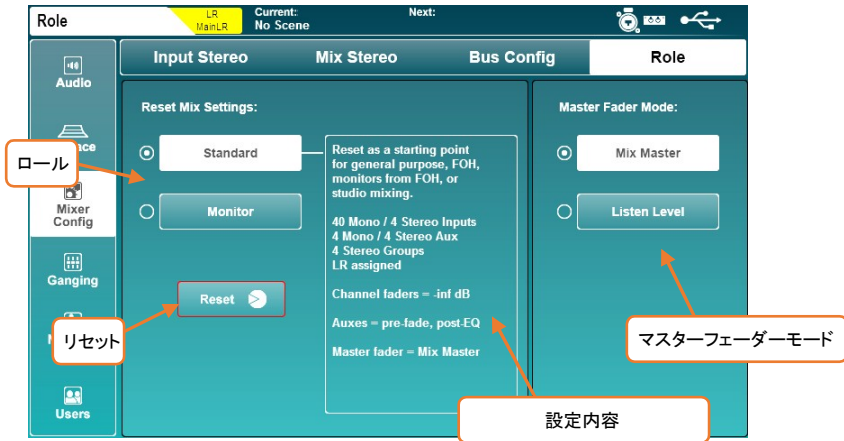 Role
LR
MainLR
Current:
No Scene
Next:
Input Stereo
Mix Stereo
Bus Config
Role
Audio
Mixer
Config
Ganging
Users
Reset Mix Settings:
Standard
Monitor
Reset
Reset as a starting point
for general purpose, FOH,
monitors from FOH, or
studio mixing.
40 Mono / 4 Stereo Inputs
4 Mono / 4 Stereo Aux
4 Stereo Groups
LR assigned
Channel faders = -inf dB
Auxes = pre-fade, post-EQ
Master fader = Mix Master
Master Fader Mode:
Mix Master
Listen Level
ロール
リセット
設定内容
マスターフェーダーモード